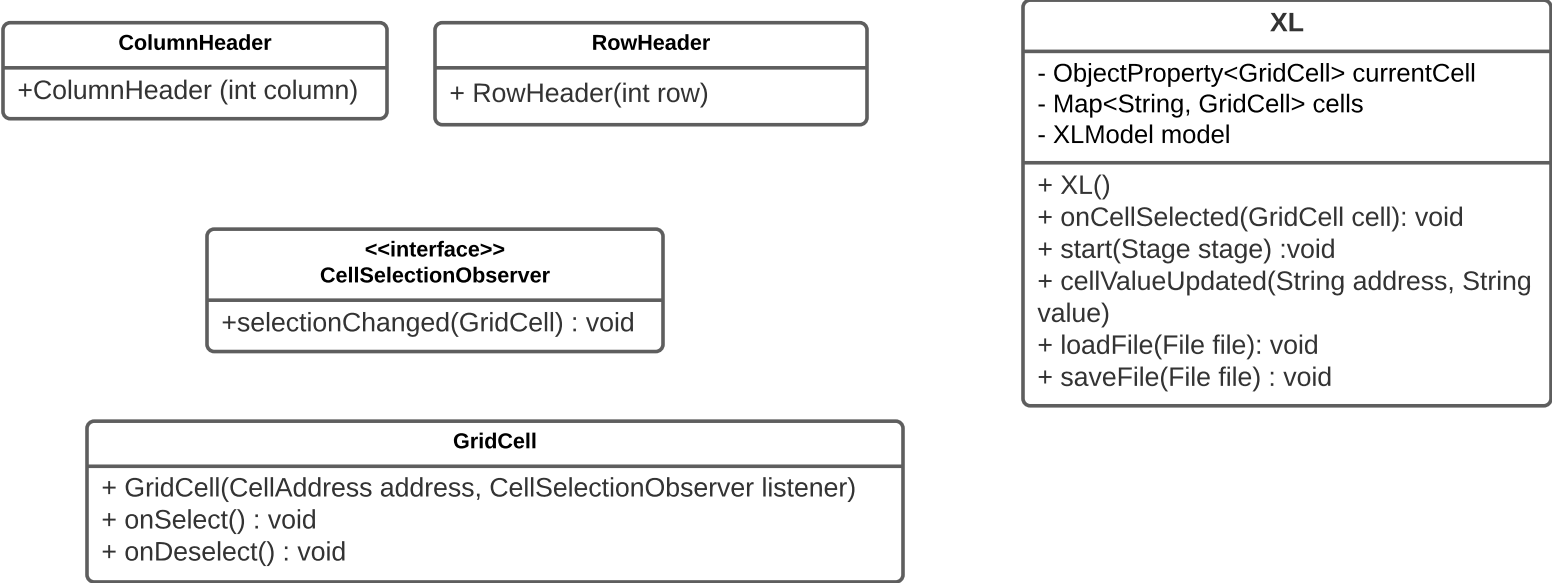 ColumnHeader
+ColumnHeader (int column)
RowHeader
+ RowHeader(int row)
XL
- ObjectProperty<GridCell> currentCell
- Map<String, GridCell> cells
- XLModel model
+ XL()
+ onCellSelected(GridCell cell): void
+ start(Stage stage) :void
+ cellValueUpdated(String address, String
value)
+ loadFile(File file): void
+ saveFile(File file) : void
<<interface>>
CellSelectionObserver
+selectionChanged(GridCell) : void
GridCell
+ GridCell(CellAddress address, CellSelectionObserver listener)
+ onSelect() : void
+ onDeselect() : void